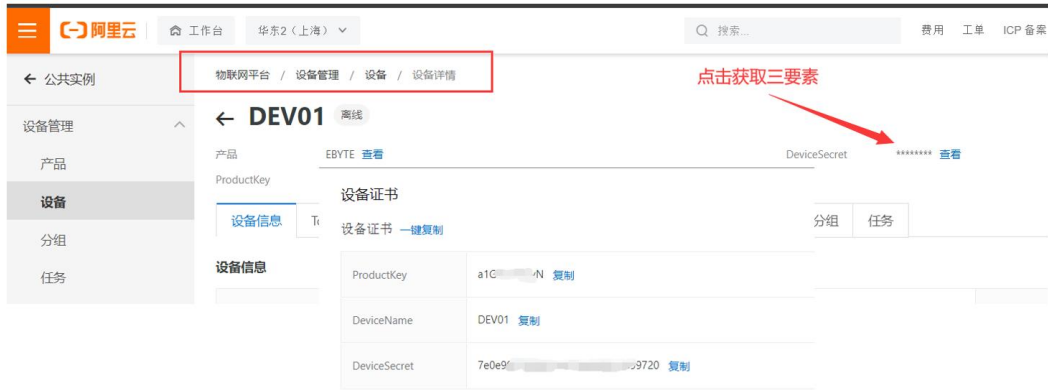 阿里云 工作台 华东2（上海） 搜索... 费用 工单 ICP 备案
公共实例
物联网平台 / 设备管理 / 设备 / 设备详情
点击获取三要素
设备管理
DEV01 离线
产品 EBYTE 查看
DeviceSecret ******** 查看
ProductKey
产品
设备
分组
任务
设备信息
分组 任务
设备信息
设备证书
设备证书 一键复制
ProductKey a1G N 复制
DeviceName DEV01 复制
DeviceSecret 7e0e9 9720 复制